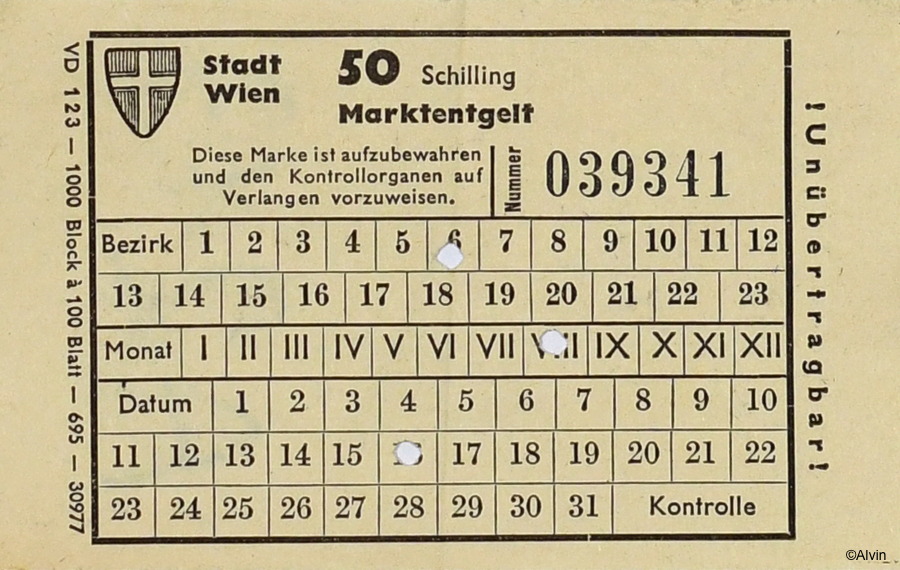 Stadt
Wien
50 Schilling
Marktentgelt
Diese Marke ist aufzubewahren
und den Kontrollorganen auf
Verlangen vorzuweisen.
Nummer
039341
Bezirk 1 2 3 4 5 6 7 8 9 10 11 12
13 14 15 16 17 18 19 20 21 22 23
Monat I II III IV V VI VII VIII IX X XI XII
Datum 1 2 3 4 5 6 7 8 9 10
11 12 13 14 15 17 18 19 20 21 22
23 24 25 26 27 28 29 30 31 Kontrolle
VD 123 — 1000 Block à 100 Blatt — 695 — 30977
!Unübertragbar!
©Alvin